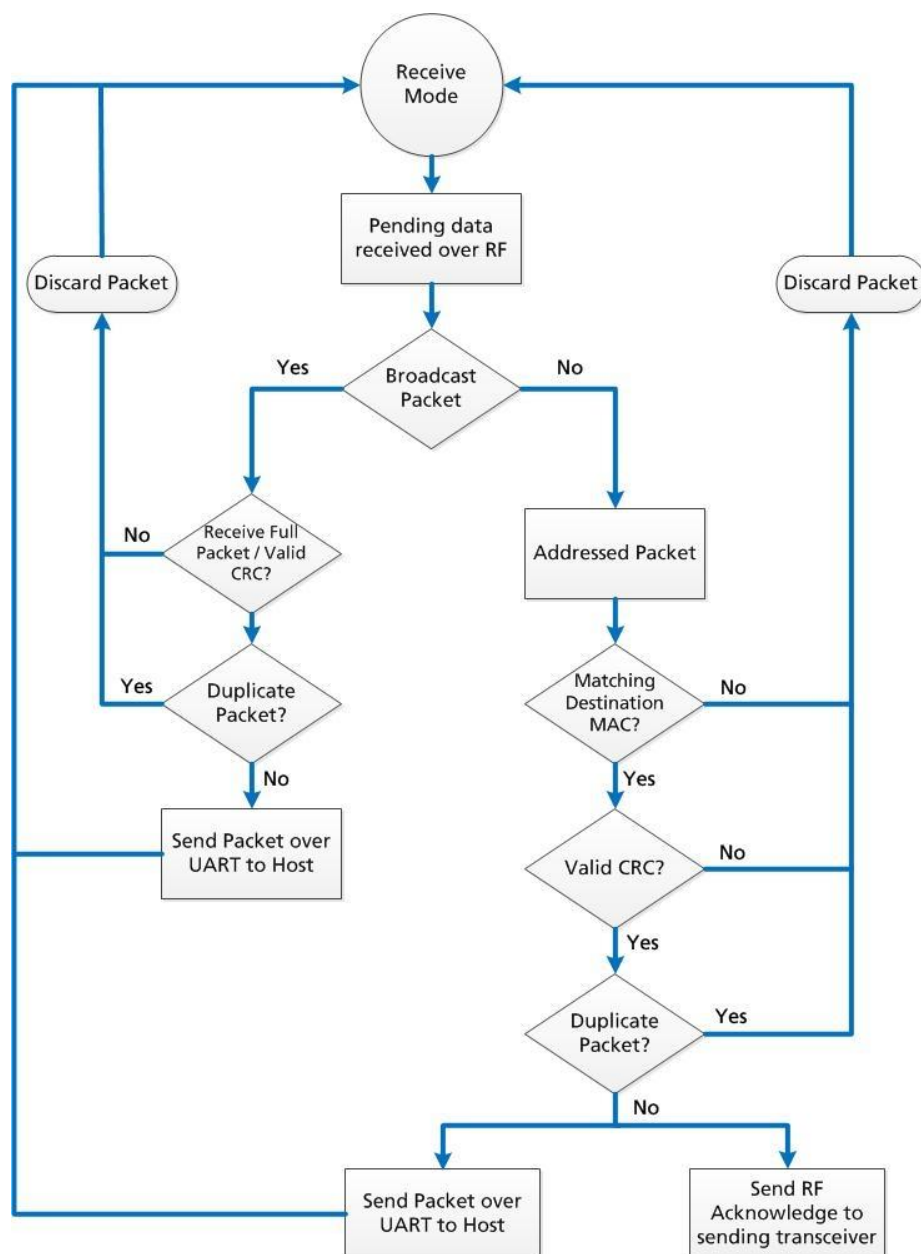 Receive
Mode
Pending data
received over RF
Discard Packet
Discard Packet
Yes
Broadcast
Packet
No
No
Receive Full
Packet / Valid
CRC?
Addressed Packet
Yes
Duplicate
Packet?
Matching
Destination
MAC?
No
No
Yes
Send Packet over
UART to Host
Valid CRC?
No
Yes
Duplicate
Packet?
Yes
No
Send Packet over
UART to Host
Send RF
Acknowledge to
sending transceiver